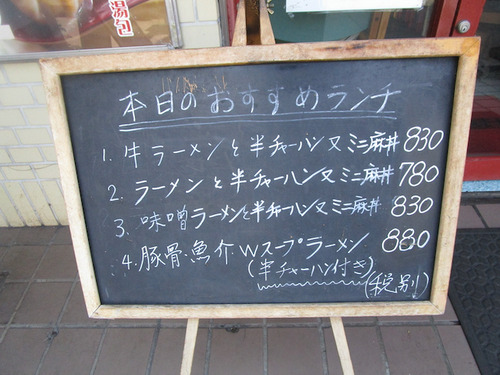 湯包
本日のおすすめランチ
1. 牛ラーメンと半チャーハン又ミニ麻丼 830
2. ラーメンと半チャーハン又ミニ麻丼 780
3. 味噌ラーメンと半チャーハン又ミニ麻丼 830
4. 豚骨・魚介Wスープラーメン 880
(半チャーハン付き)
(税別)